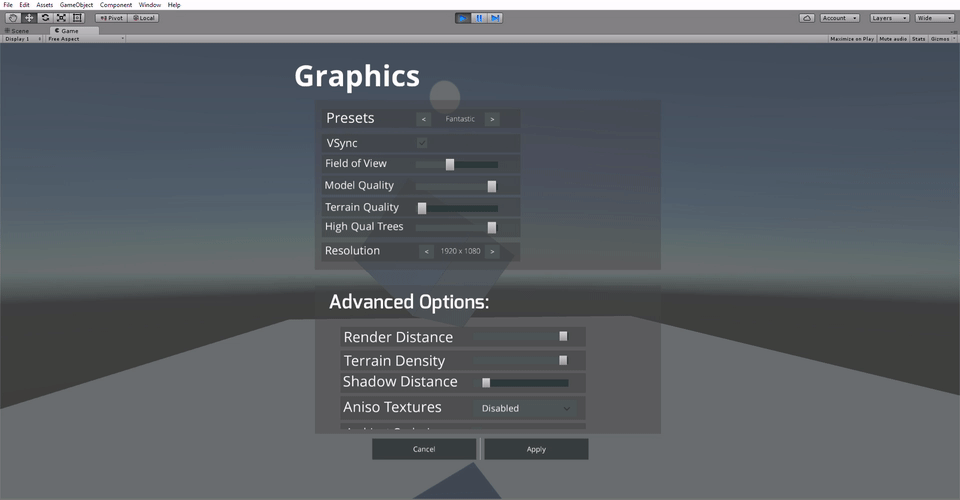 File Edit Assets GameObject Component Window Help
Pivot Local Account Layers Wide
Scene Game
Display 1 Free Aspect Maximize on Play Mute audio Stats Gizmos
Graphics
Presets < Fantastic >
VSync
Field of View
Model Quality
Terrain Quality
High Qual Trees
Resolution < 1920 x 1080 >
Advanced Options:
Render Distance
Terrain Density
Shadow Distance
Aniso Textures Disabled
Cancel Apply